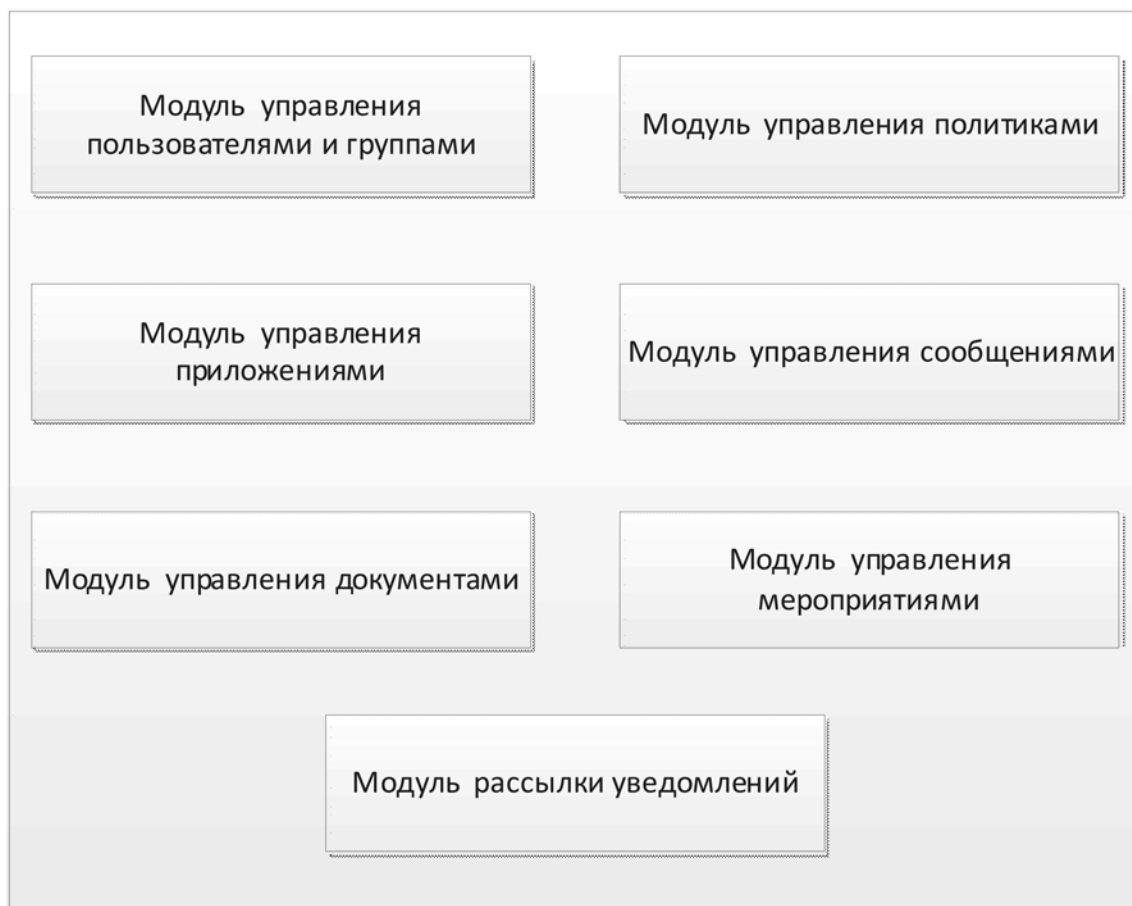 Модуль управления
пользователями и группами
Модуль управления политиками
Модуль управления
приложениями
Модуль управления сообщениями
Модуль управления документами
Модуль управления
мероприятиями
Модуль рассылки уведомлений